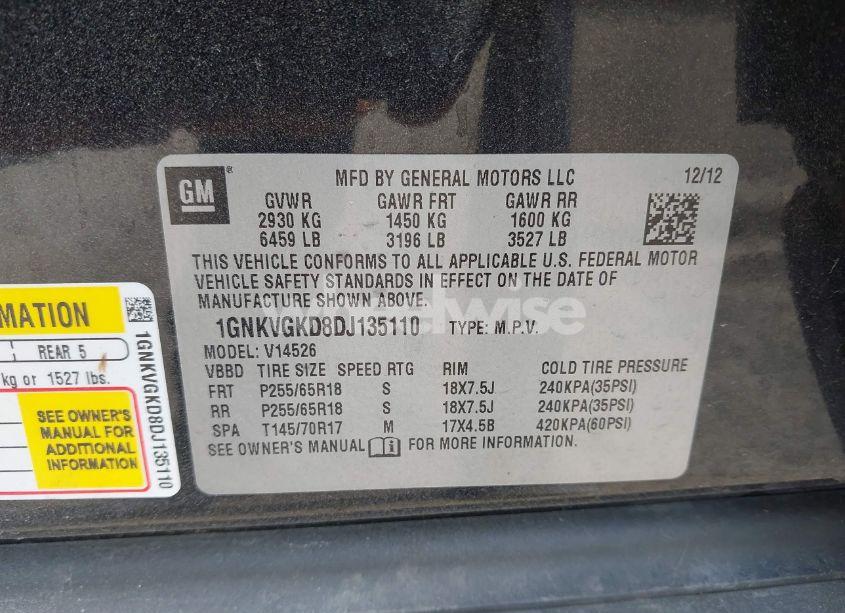 GM
MFD BY GENERAL MOTORS LLC 12/12
GVWR GAWR FRT GAWR RR
2930 KG 1450 KG 1600 KG
6459 LB 3196 LB 3527 LB
THIS VEHICLE CONFORMS TO ALL APPLICABLE U.S. FEDERAL MOTOR
VEHICLE SAFETY STANDARDS IN EFFECT ON THE DATE OF
MANUFACTURE SHOWN ABOVE.
1GNKVGKD8DJ135110 TYPE: M.P.V.
MODEL: V14526
VBBD TIRE SIZE SPEED RTG RIM COLD TIRE PRESSURE
FRT P255/65R18 S 18X7.5J 240KPA(35PSI)
RR P255/65R18 S 18X7.5J 240KPA(35PSI)
SPA T145/70R17 M 17X4.5B 420KPA(60PSI)
SEE OWNER'S MANUAL FOR MORE INFORMATION.
MATION
REAR 5
kg or 1527 lbs.
SEE OWNER'S
MANUAL FOR
ADDITIONAL
INFORMATION
1GNKVGKD8DJ135110